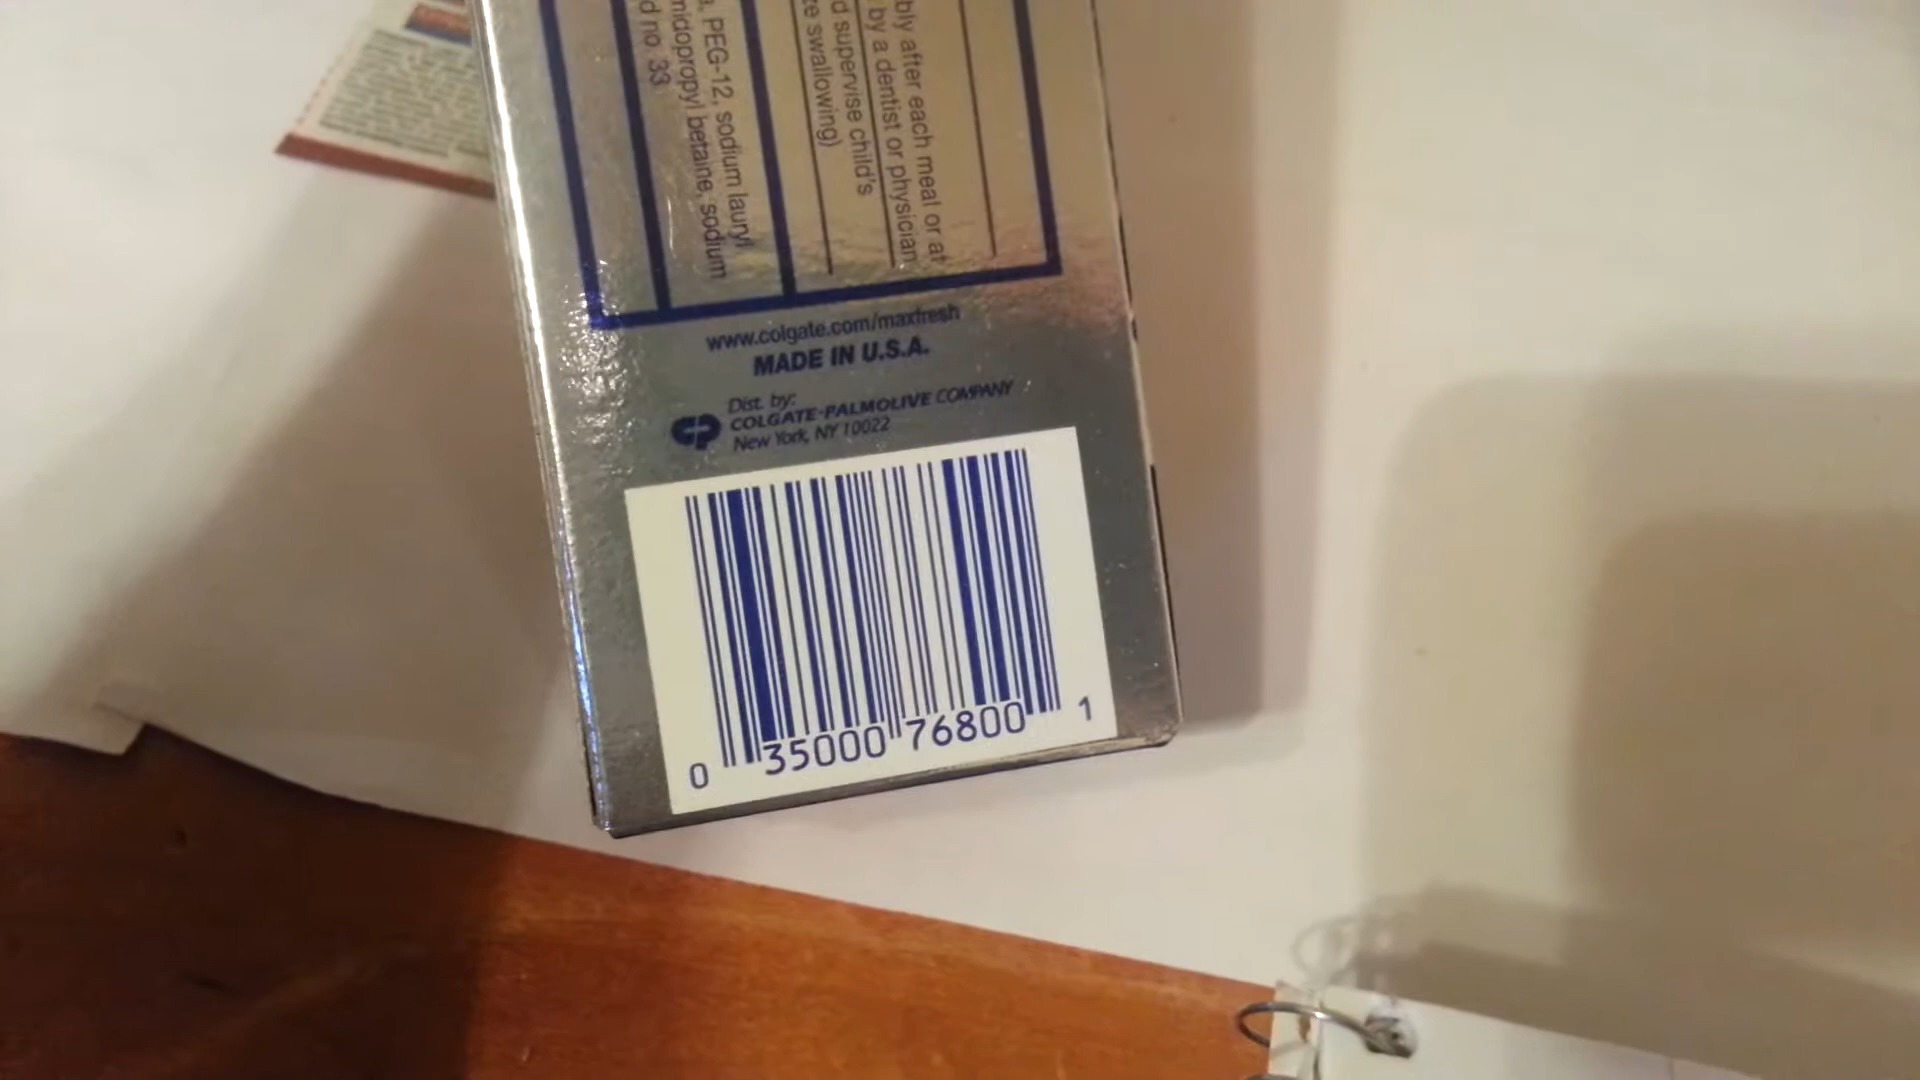 bly after each meal or at
by a dentist or physician
d supervise child's
ze swallowing)
PEG-12, sodium lauryl
midopropyl betaine, sodium
d no. 33
www.colgate.com/maxfresh
MADE IN U.S.A.
Dist. by:
CP COLGATE-PALMOLIVE COMPANY
New York, NY 10022
0 35000 76800 1